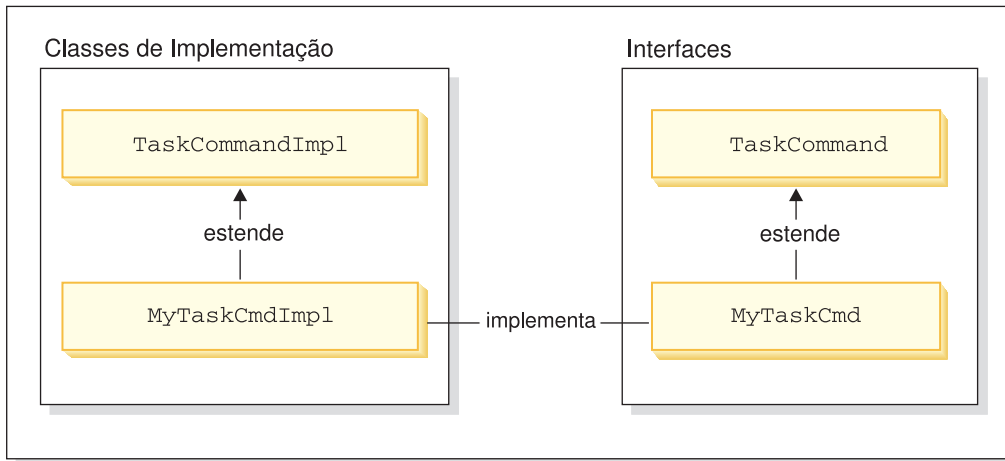 Classes de Implementação
Interfaces
TaskCommandImpl
TaskCommand
estende
estende
MyTaskCmdImpl
implementa
MyTaskCmd